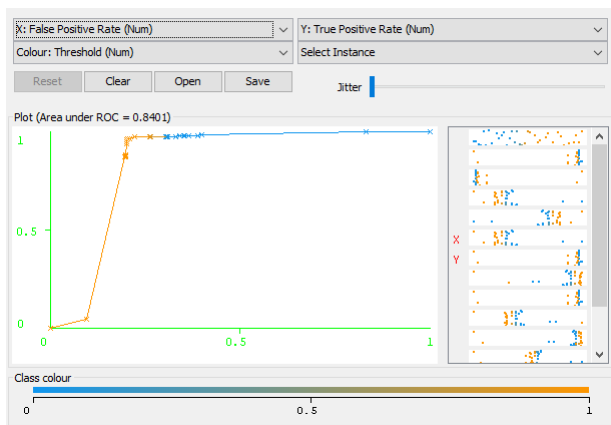 X: False Positive Rate (Num) Y: True Positive Rate (Num)
Colour: Threshold (Num) Select Instance
Reset Clear Open Save Jitter
Plot (Area under ROC = 0.8401)
1
0.5
0
0 0.5 1
X
Y
Class colour
0 0.5 1